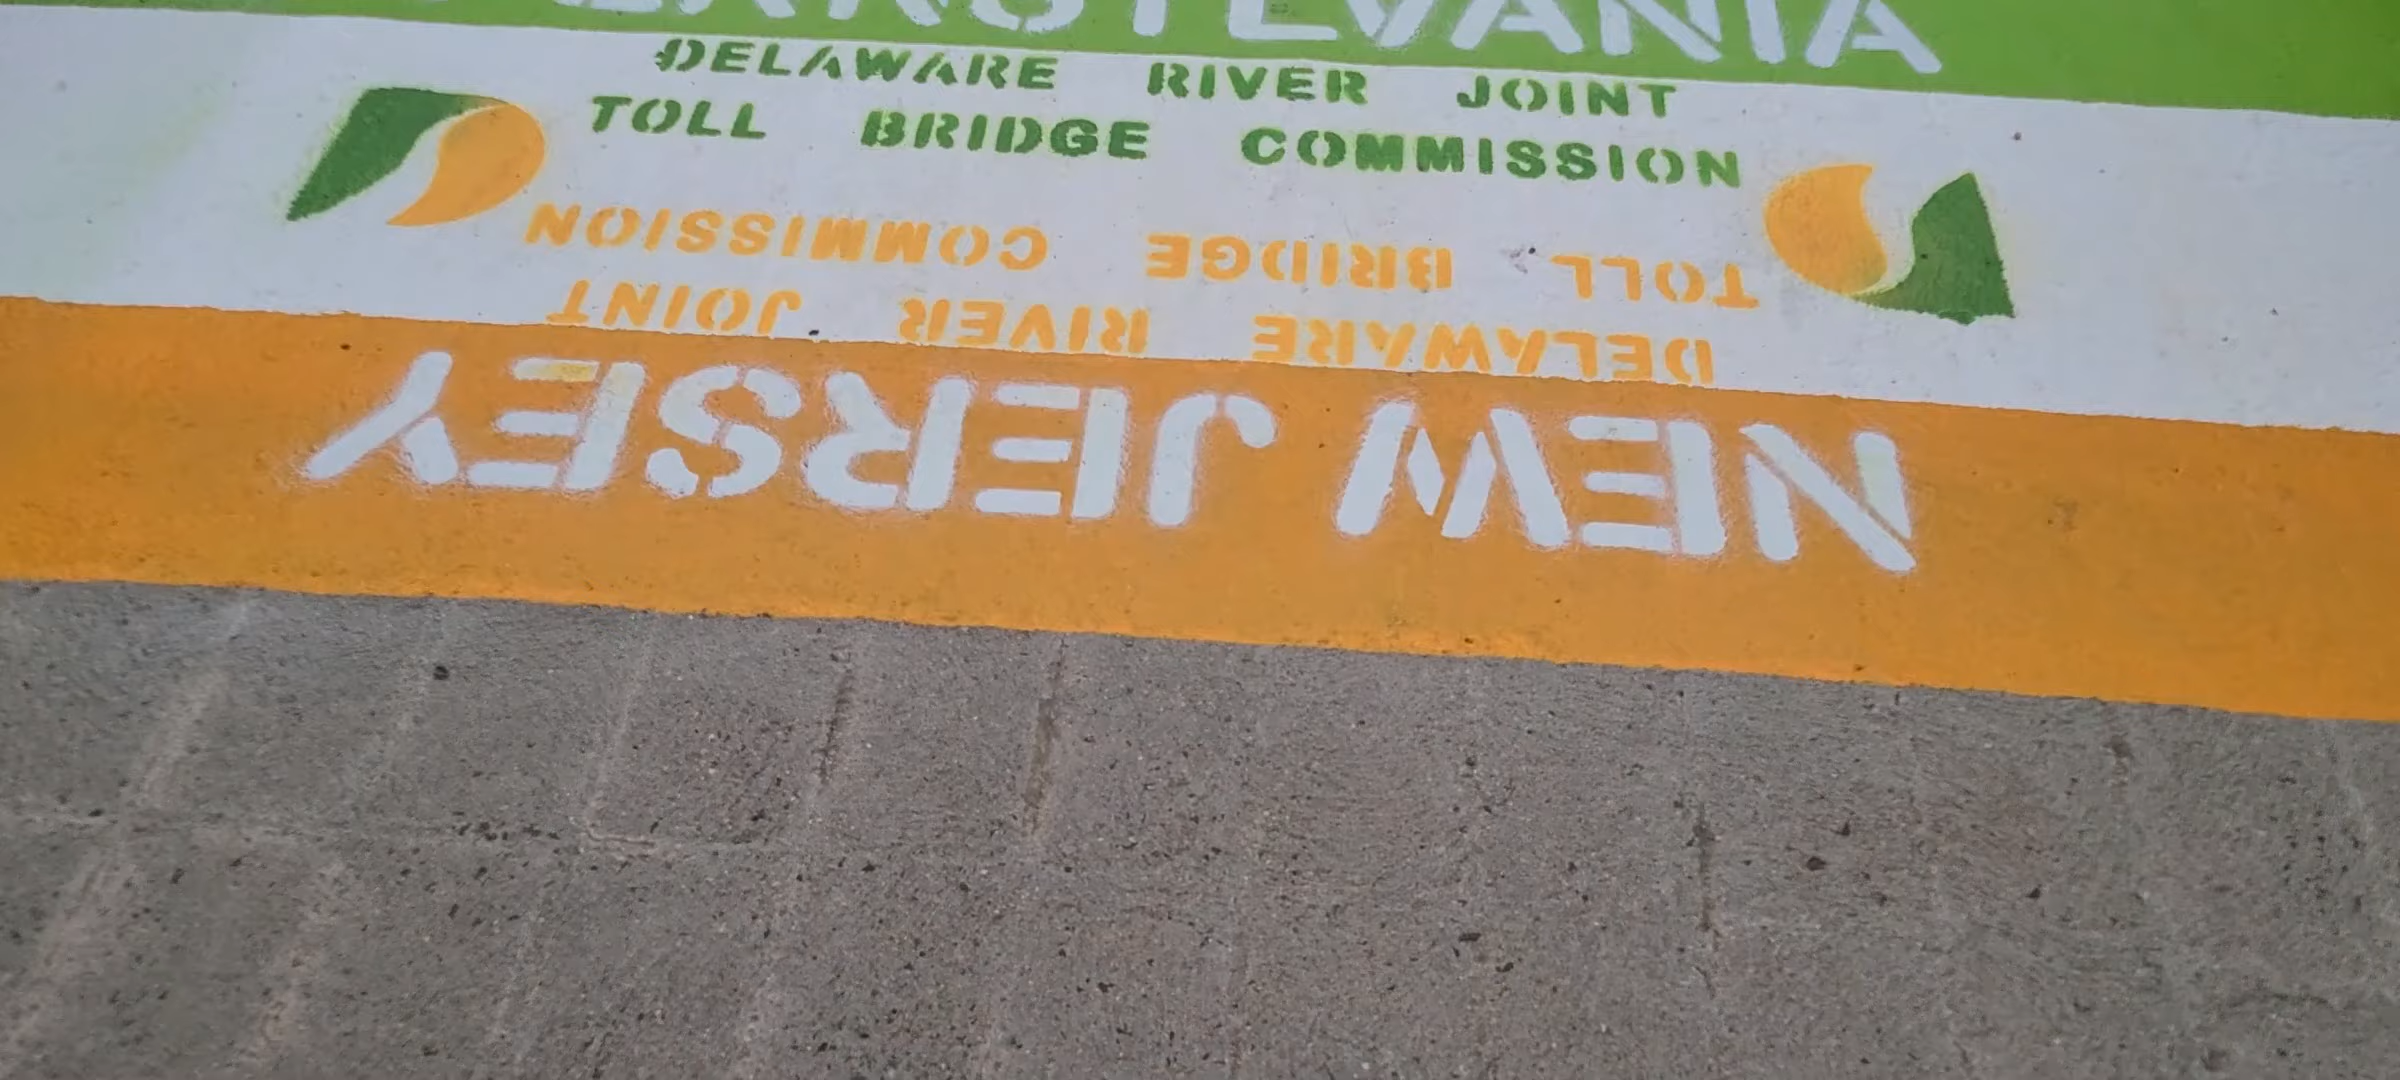 PENNSYLVANIA
DELAWARE RIVER JOINT
TOLL BRIDGE COMMISSION
NEW JERSEY
DELAWARE RIVER JOINT
TOLL BRIDGE COMMISSION